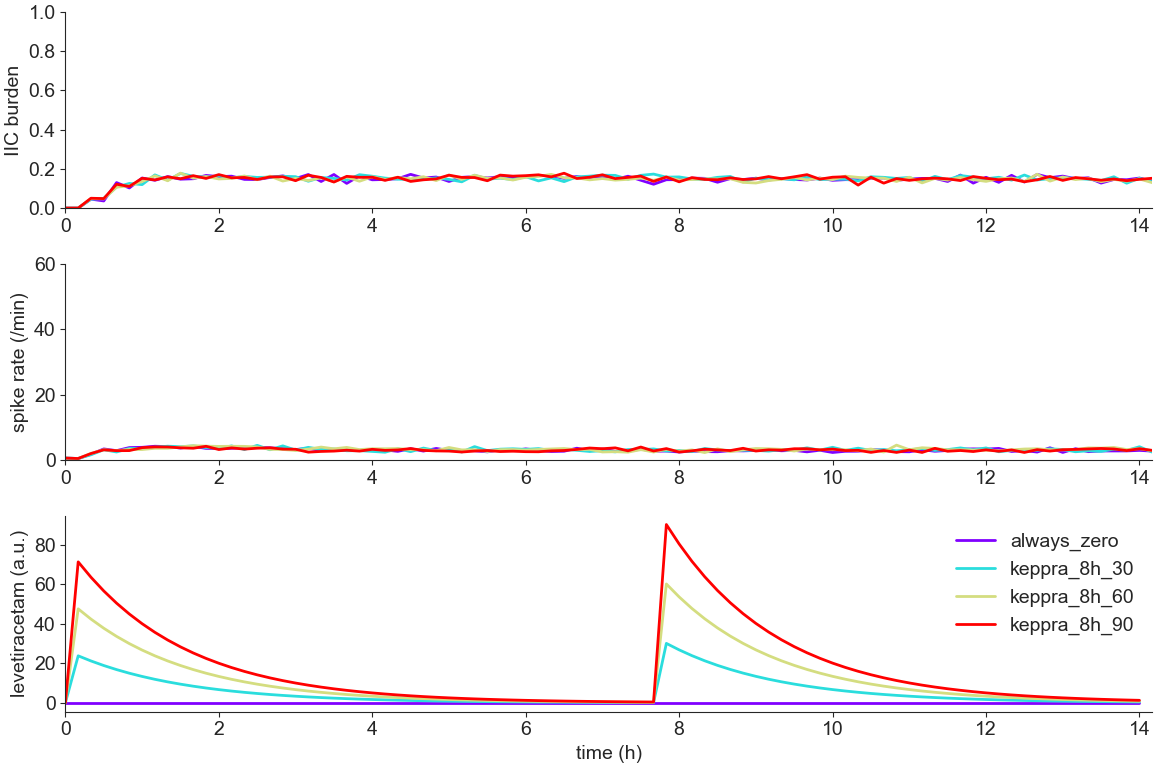 1.0
0.8
0.6
0.4
0.2
0.0
IIC burden
0 2 4 6 8 10 12 14
60
40
20
0
spike rate (/min)
0 2 4 6 8 10 12 14
80
60
40
20
0
levetiracetam (a.u.)
always_zero
keppra_8h_30
keppra_8h_60
keppra_8h_90
0 2 4 6 8 10 12 14
time (h)